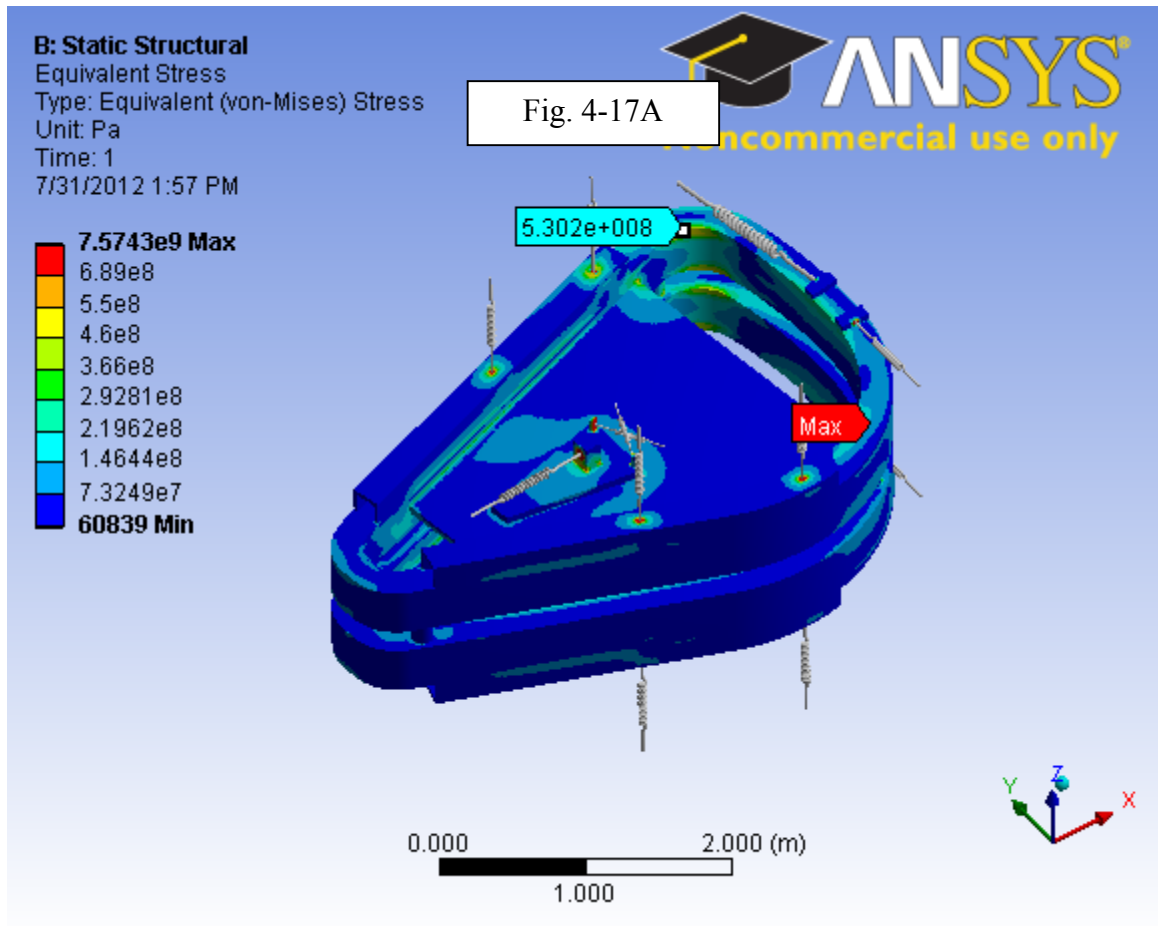 B: Static Structural
Equivalent Stress
Type: Equivalent (von-Mises) Stress
Unit: Pa
Time: 1
7/31/2012 1:57 PM
Fig. 4-17A
ANSYS®
Noncommercial use only
7.5743e9 Max
6.89e8
5.5e8
4.6e8
3.66e8
2.9281e8
2.1962e8
1.4644e8
7.3249e7
60839 Min
5.302e+008
Max
Y
Z
X
0.000
2.000 (m)
1.000